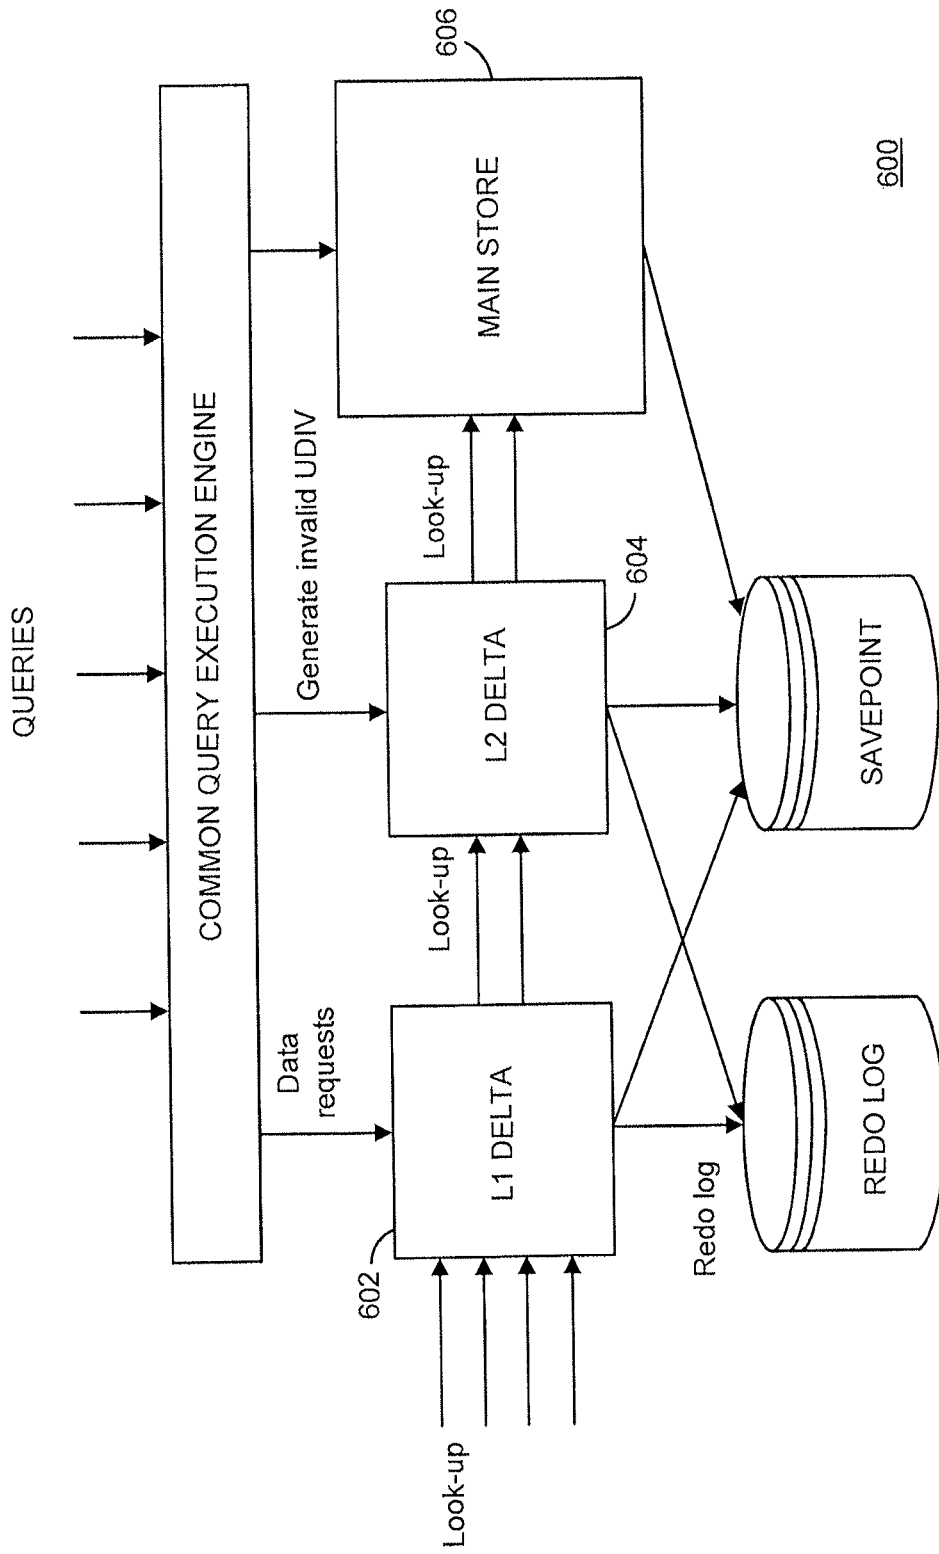 QUERIES
COMMON QUERY EXECUTION ENGINE
Data
requests
Generate invalid UDIV
602
Look-up
L1 DELTA
Look-up
L2 DELTA
604
Look-up
MAIN STORE
606
Redo log
REDO LOG
SAVEPOINT
600